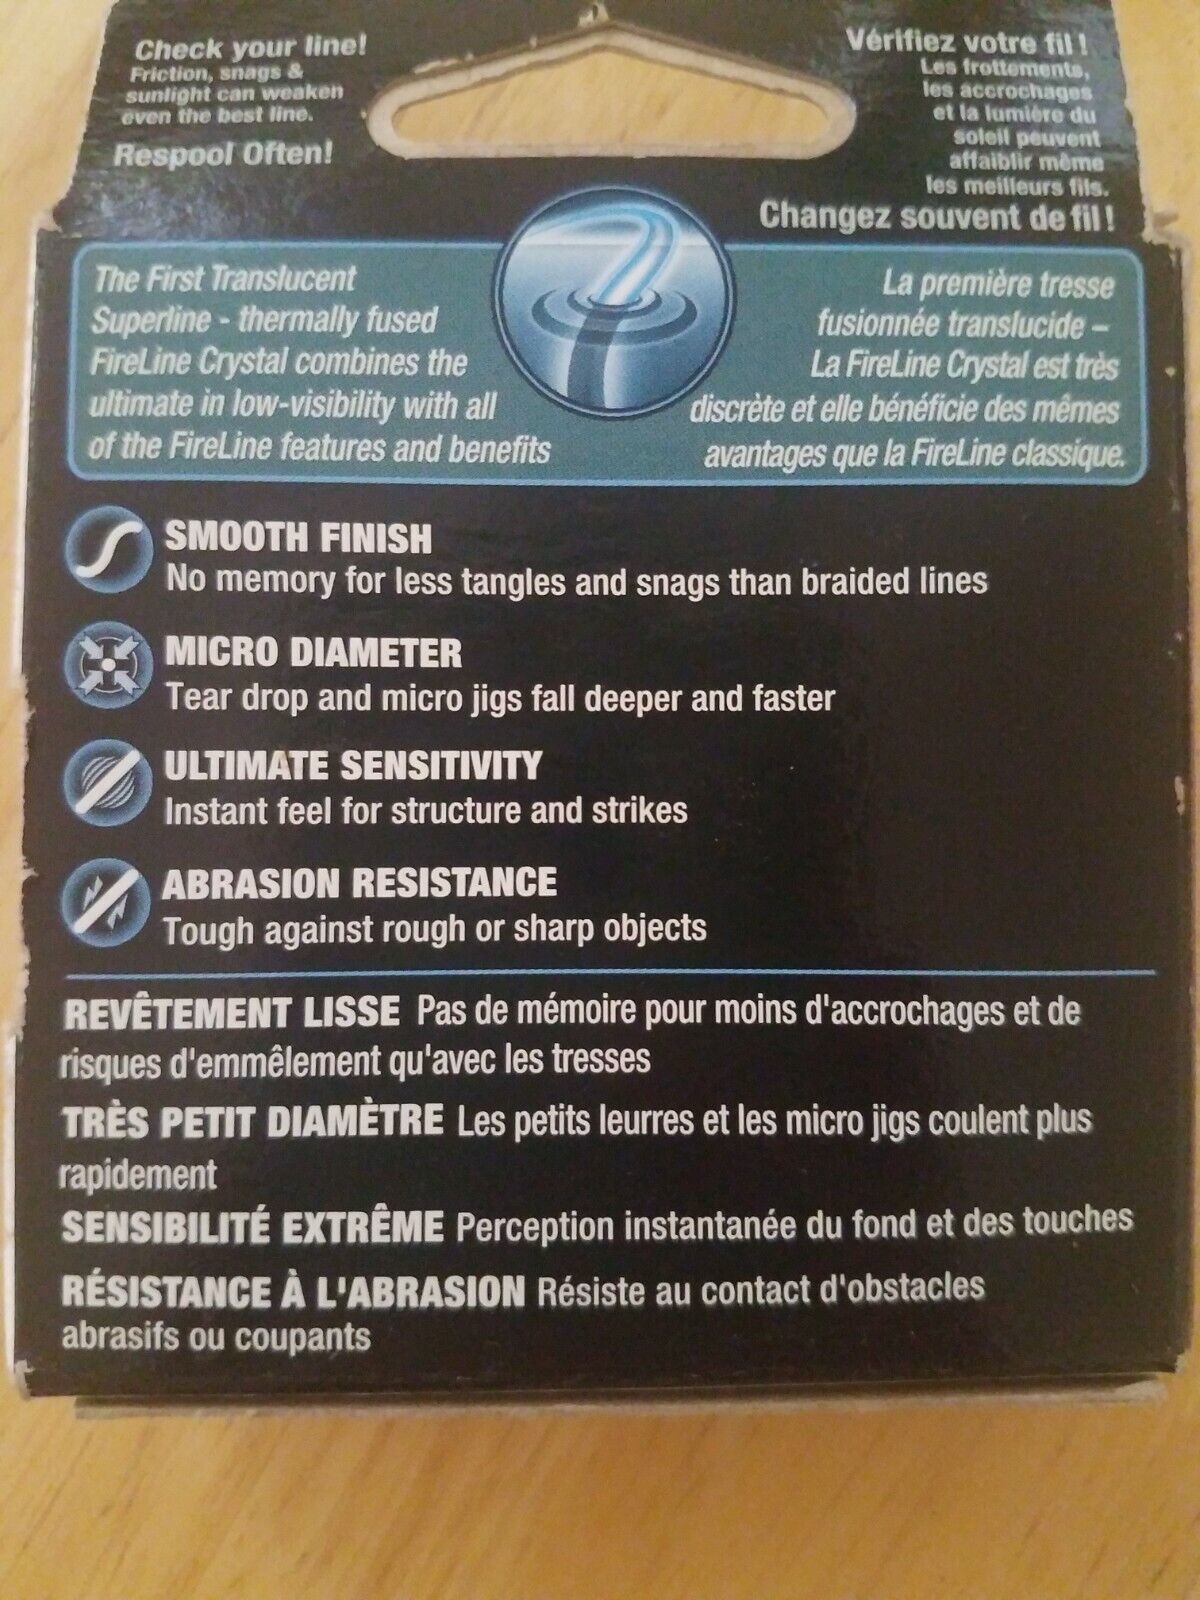 Check your line!
Friction, snags &
sunlight can weaken
even the best line.
Respool Often!
Vérifiez votre fil !
Les frottements,
les accrochages
et la lumière du
soleil peuvent
affaiblir même
les meilleurs fils.
Changez souvent de fil !
The First Translucent
Superline - thermally fused
FireLine Crystal combines the
ultimate in low-visibility with all
of the FireLine features and benefits
La première tresse
fusionnée translucide –
La FireLine Crystal est très
discrète et elle bénéficie des mêmes
avantages que la FireLine classique.
SMOOTH FINISH
No memory for less tangles and snags than braided lines
MICRO DIAMETER
Tear drop and micro jigs fall deeper and faster
ULTIMATE SENSITIVITY
Instant feel for structure and strikes
ABRASION RESISTANCE
Tough against rough or sharp objects
REVÊTEMENT LISSE Pas de mémoire pour moins d'accrochages et de
risques d'emmêlement qu'avec les tresses
TRÈS PETIT DIAMÈTRE Les petits leurres et les micro jigs coulent plus
rapidement
SENSIBILITÉ EXTRÊME Perception instantanée du fond et des touches
RÉSISTANCE À L'ABRASION Résiste au contact d'obstacles
abrasifs ou coupants